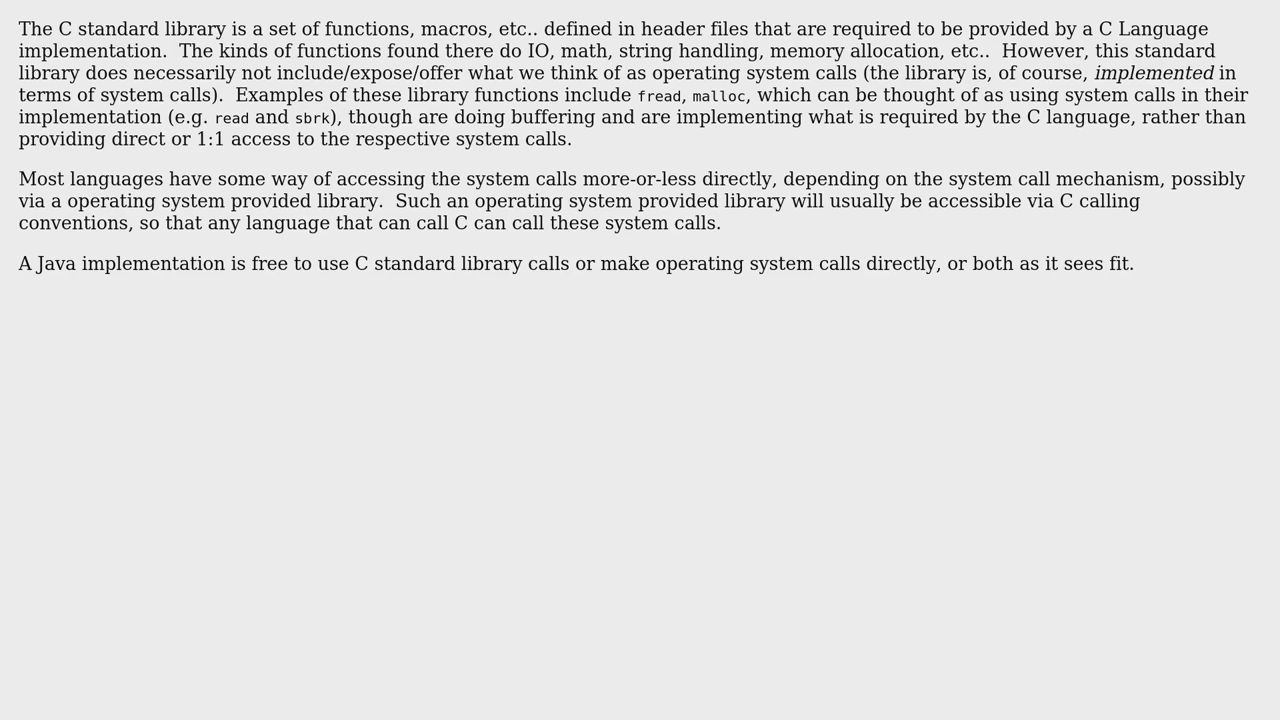 The C standard library is a set of functions, macros, etc.. defined in header files that are required to be provided by a C Language
implementation.  The kinds of functions found there do IO, math, string handling, memory allocation, etc..  However, this standard
library does necessarily not include/expose/offer what we think of as operating system calls (the library is, of course, implemented in
terms of system calls).  Examples of these library functions include fread, malloc, which can be thought of as using system calls in their
implementation (e.g. read and sbrk), though are doing buffering and are implementing what is required by the C language, rather than
providing direct or 1:1 access to the respective system calls.
Most languages have some way of accessing the system calls more-or-less directly, depending on the system call mechanism, possibly
via a operating system provided library.  Such an operating system provided library will usually be accessible via C calling
conventions, so that any language that can call C can call these system calls.
A Java implementation is free to use C standard library calls or make operating system calls directly, or both as it sees fit.